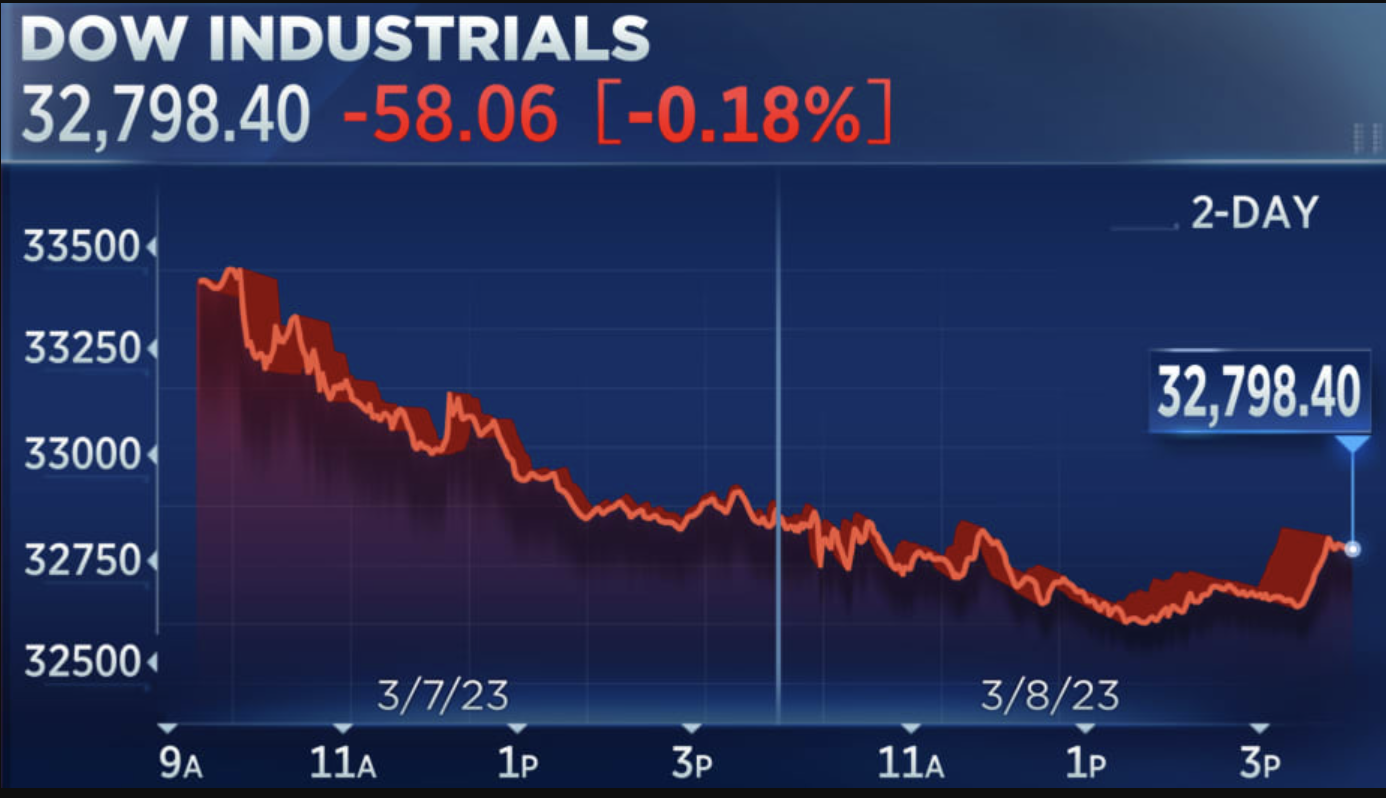 DOW INDUSTRIALS
32,798.40 -58.06 [-0.18%]
2-DAY
33500
33250
33000
32750
32500
32,798.40
3/7/23 3/8/23
9A 11A 1P 3P 11A 1P 3P